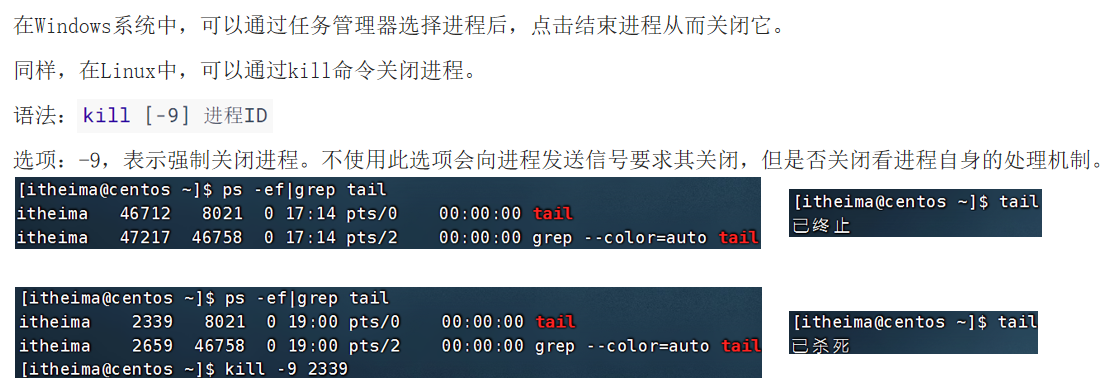 在Windows系统中，可以通过任务管理器选择进程后，点击结束进程从而关闭它。
同样，在Linux中，可以通过kill命令关闭进程。
语法：kill [-9] 进程ID
选项：-9，表示强制关闭进程。不使用此选项会向进程发送信号要求其关闭，但是否关闭看进程自身的处理机制。
[itheima@centos ~]$ ps -ef|grep tail
itheima   46712   8021  0 17:14 pts/0    00:00:00 tail
itheima   47217  46758  0 17:14 pts/2    00:00:00 grep --color=auto tail
[itheima@centos ~]$ tail
已终止
[itheima@centos ~]$ ps -ef|grep tail
itheima    2339   8021  0 19:00 pts/0    00:00:00 tail
itheima    2659  46758  0 19:00 pts/2    00:00:00 grep --color=auto tail
[itheima@centos ~]$ kill -9 2339
[itheima@centos ~]$ tail
已杀死